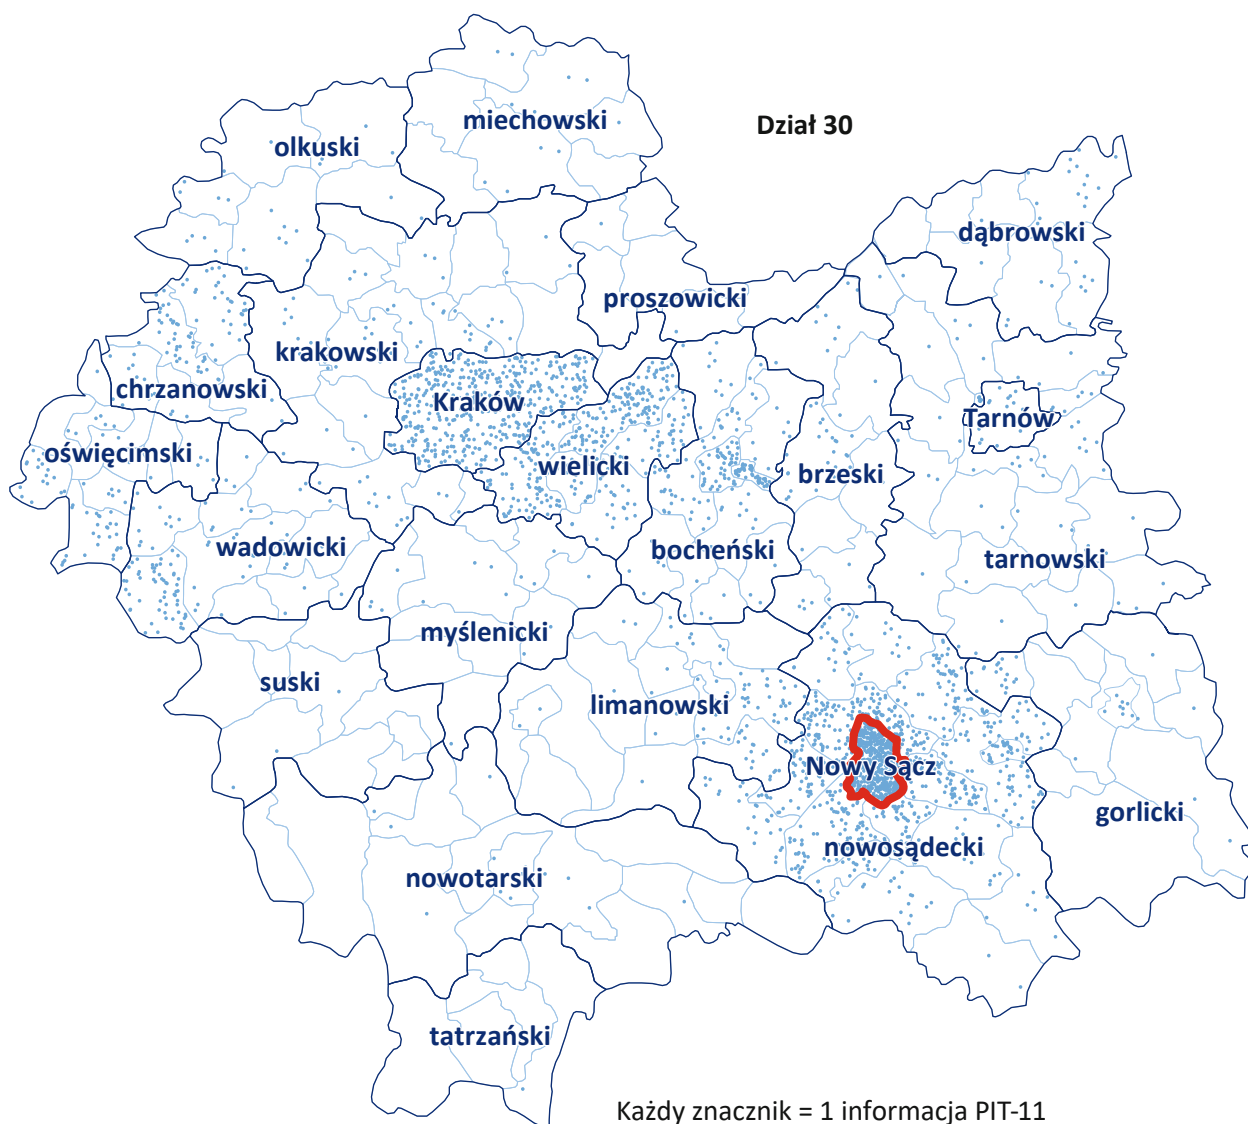 miechowski
Dział 30
olkuski
dąbrowski
proszowicki
krakowski
chrzanowski
Kraków
Tarnów
oświęcimski
wielicki
brzeski
wadowicki
bocheński
tarnowski
myślenicki
suski
limanowski
Nowy Sącz
gorlicki
nowosądecki
nowotarski
tatrzański
Każdy znacznik = 1 informacja PIT-11